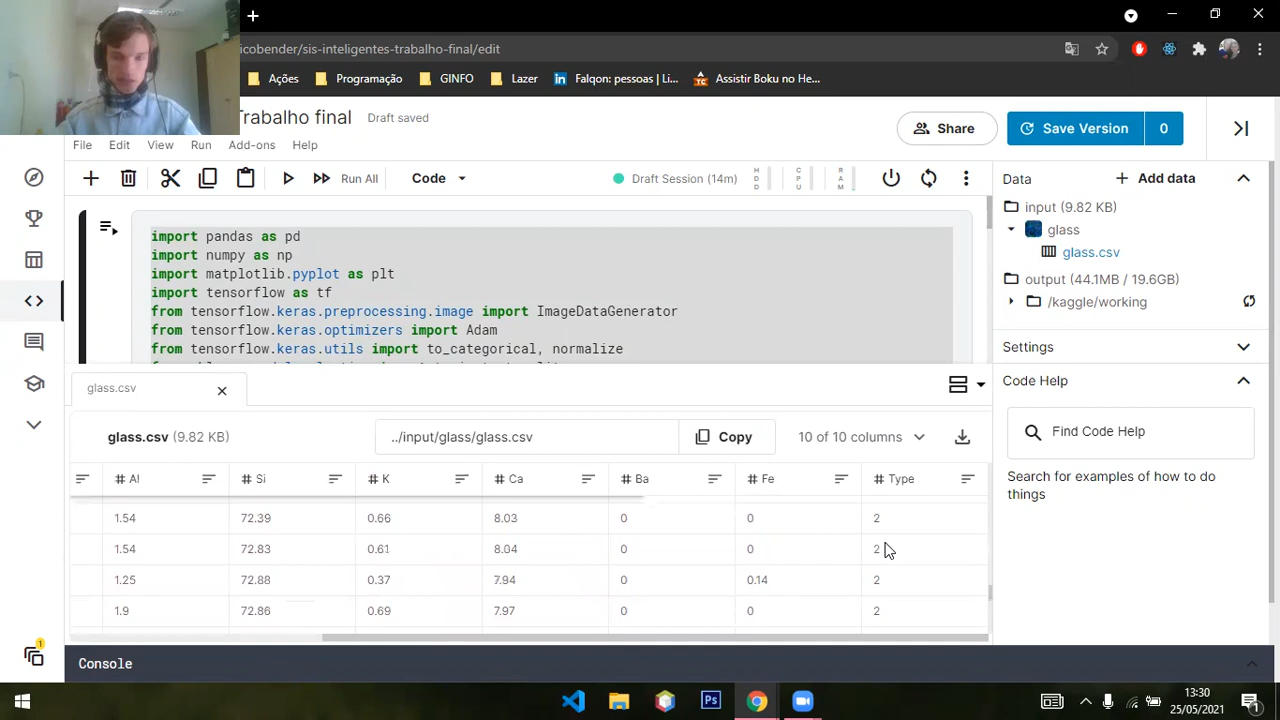 icobender/sis-inteligentes-trabalho-final/edit
Ações
Programação
GINFO
Lazer
in Falqon: pessoas | Li...
TC Assistir Boku no He...
Trabalho final
Draft saved
Share
Save Version
0
File Edit View Run Add-ons Help
Run All
Code
Draft Session (14m)
HDD
CPU
RAM
Data
Add data
import pandas as pd
import numpy as np
import matplotlib.pyplot as plt
import tensorflow as tf
from tensorflow.keras.preprocessing.image import ImageDataGenerator
from tensorflow.keras.optimizers import Adam
from tensorflow.keras.utils import to_categorical, normalize
input (9.82 KB)
glass
glass.csv
output (44.1MB / 19.6GB)
/kaggle/working
Settings
Code Help
Find Code Help
Search for examples of how to do
things
glass.csv
glass.csv (9.82 KB)
../input/glass/glass.csv
Copy
10 of 10 columns
# Al # Si # K # Ca # Ba # Fe # Type
1.54 72.39 0.66 8.03 0 0 2
1.54 72.83 0.61 8.04 0 0 2
1.25 72.88 0.37 7.94 0 0.14 2
1.9 72.86 0.69 7.97 0 0 2
Console
1
Ps
13:30
25/05/2021
1